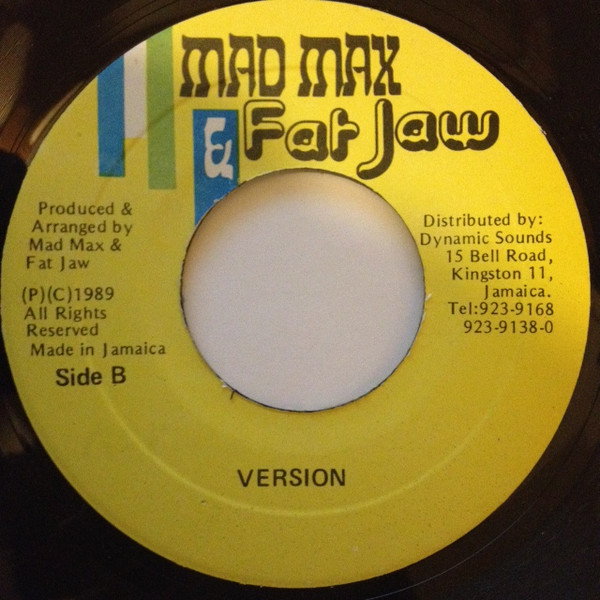 MAD MAX
& Fat Jaw
Produced &
Arranged by
Mad Max &
Fat Jaw
(P)(C)1989
All Rights
Reserved
Made in Jamaica
Side B
Distributed by:
Dynamic Sounds
15 Bell Road,
Kingston 11,
Jamaica.
Tel:923-9168
923-9138-0
VERSION